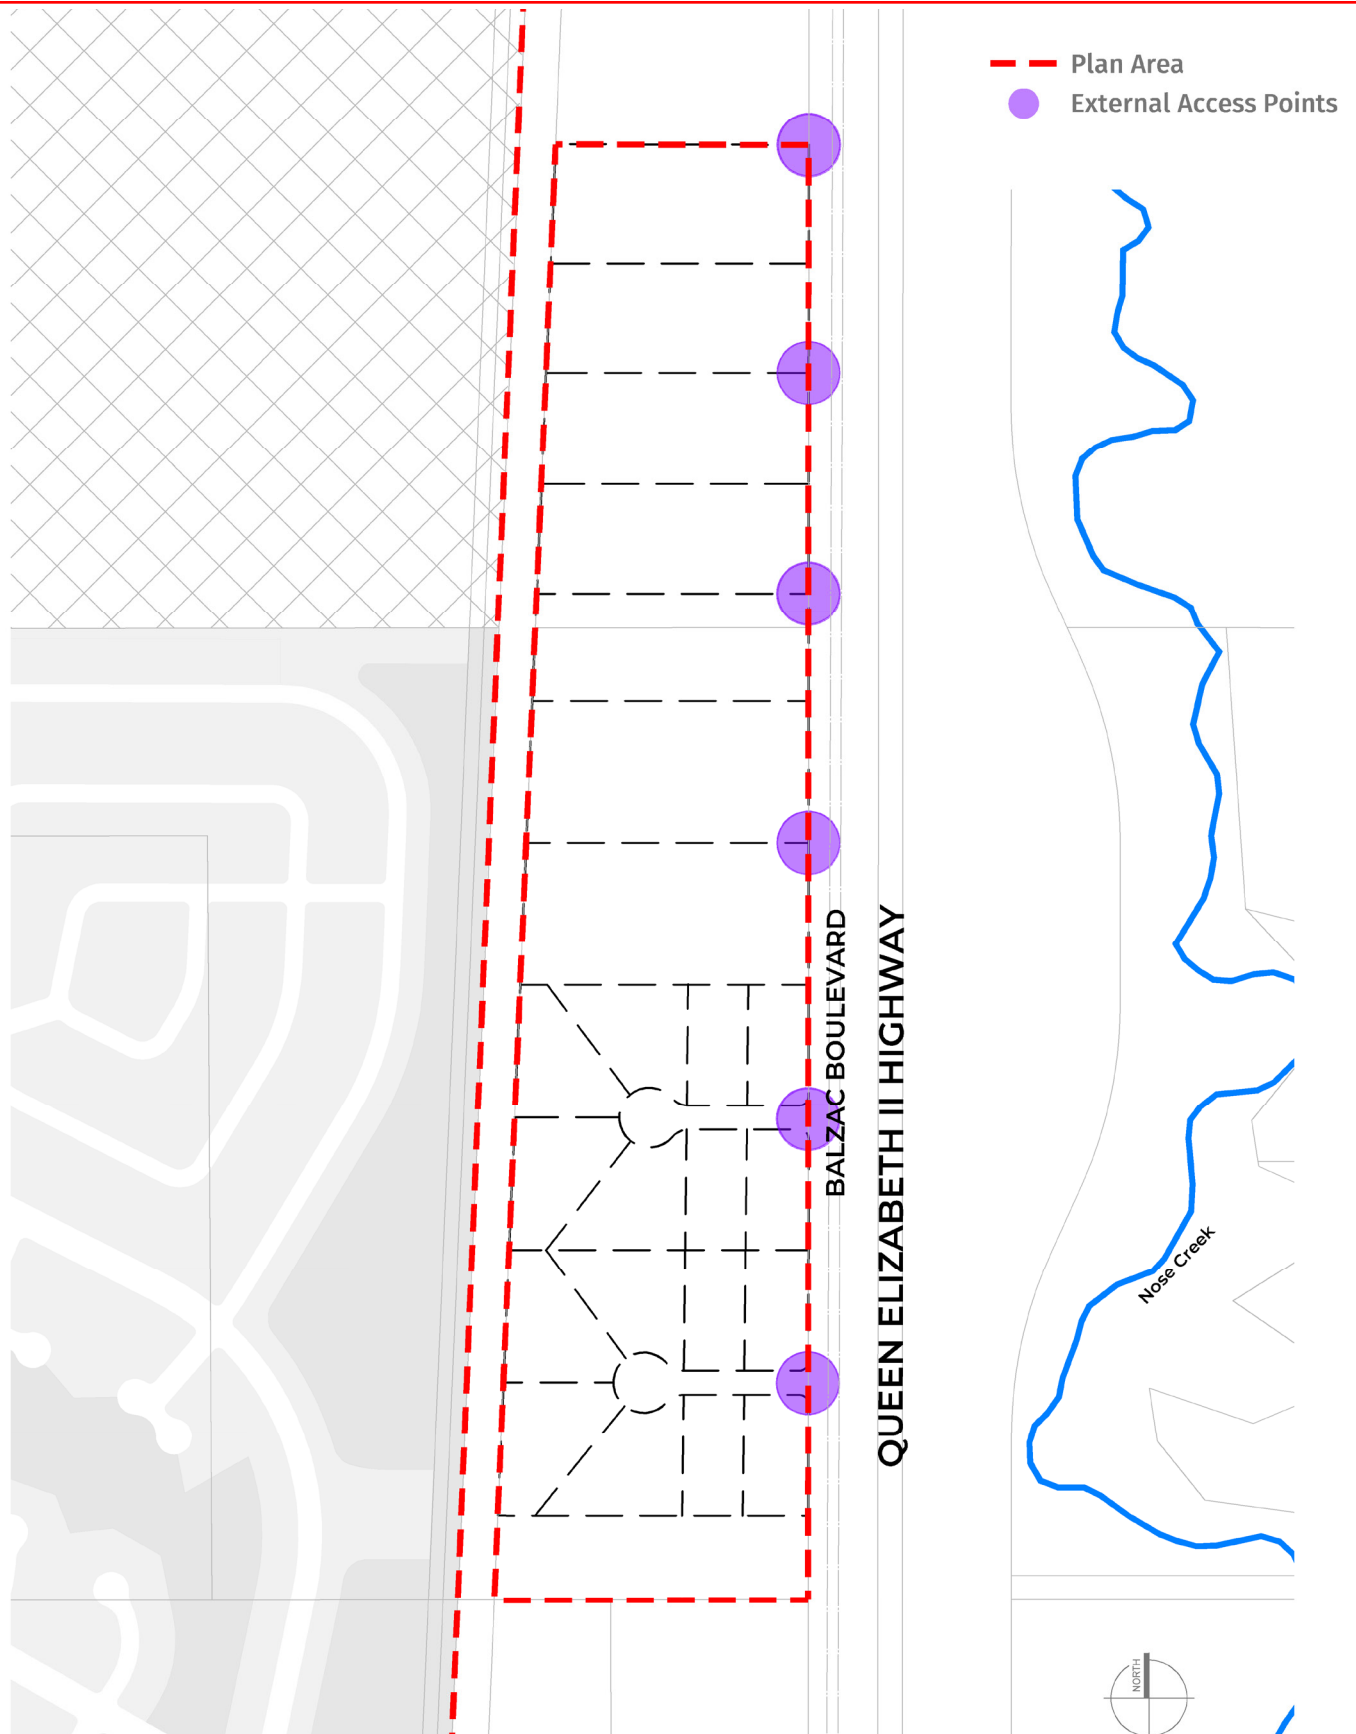 Plan Area
External Access Points
BALZAC BOULEVARD
QUEEN ELIZABETH II HIGHWAY
Nose Creek
NORTH